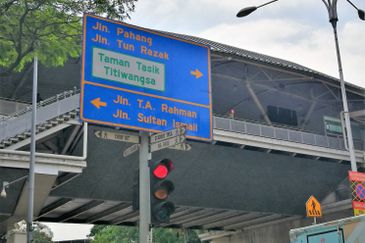 Jln. Pahang
Jln. Tun Razak
Taman Tasik
Titiwangsa
Jln. T.A. Rahman
Jln. Sultan Ismail